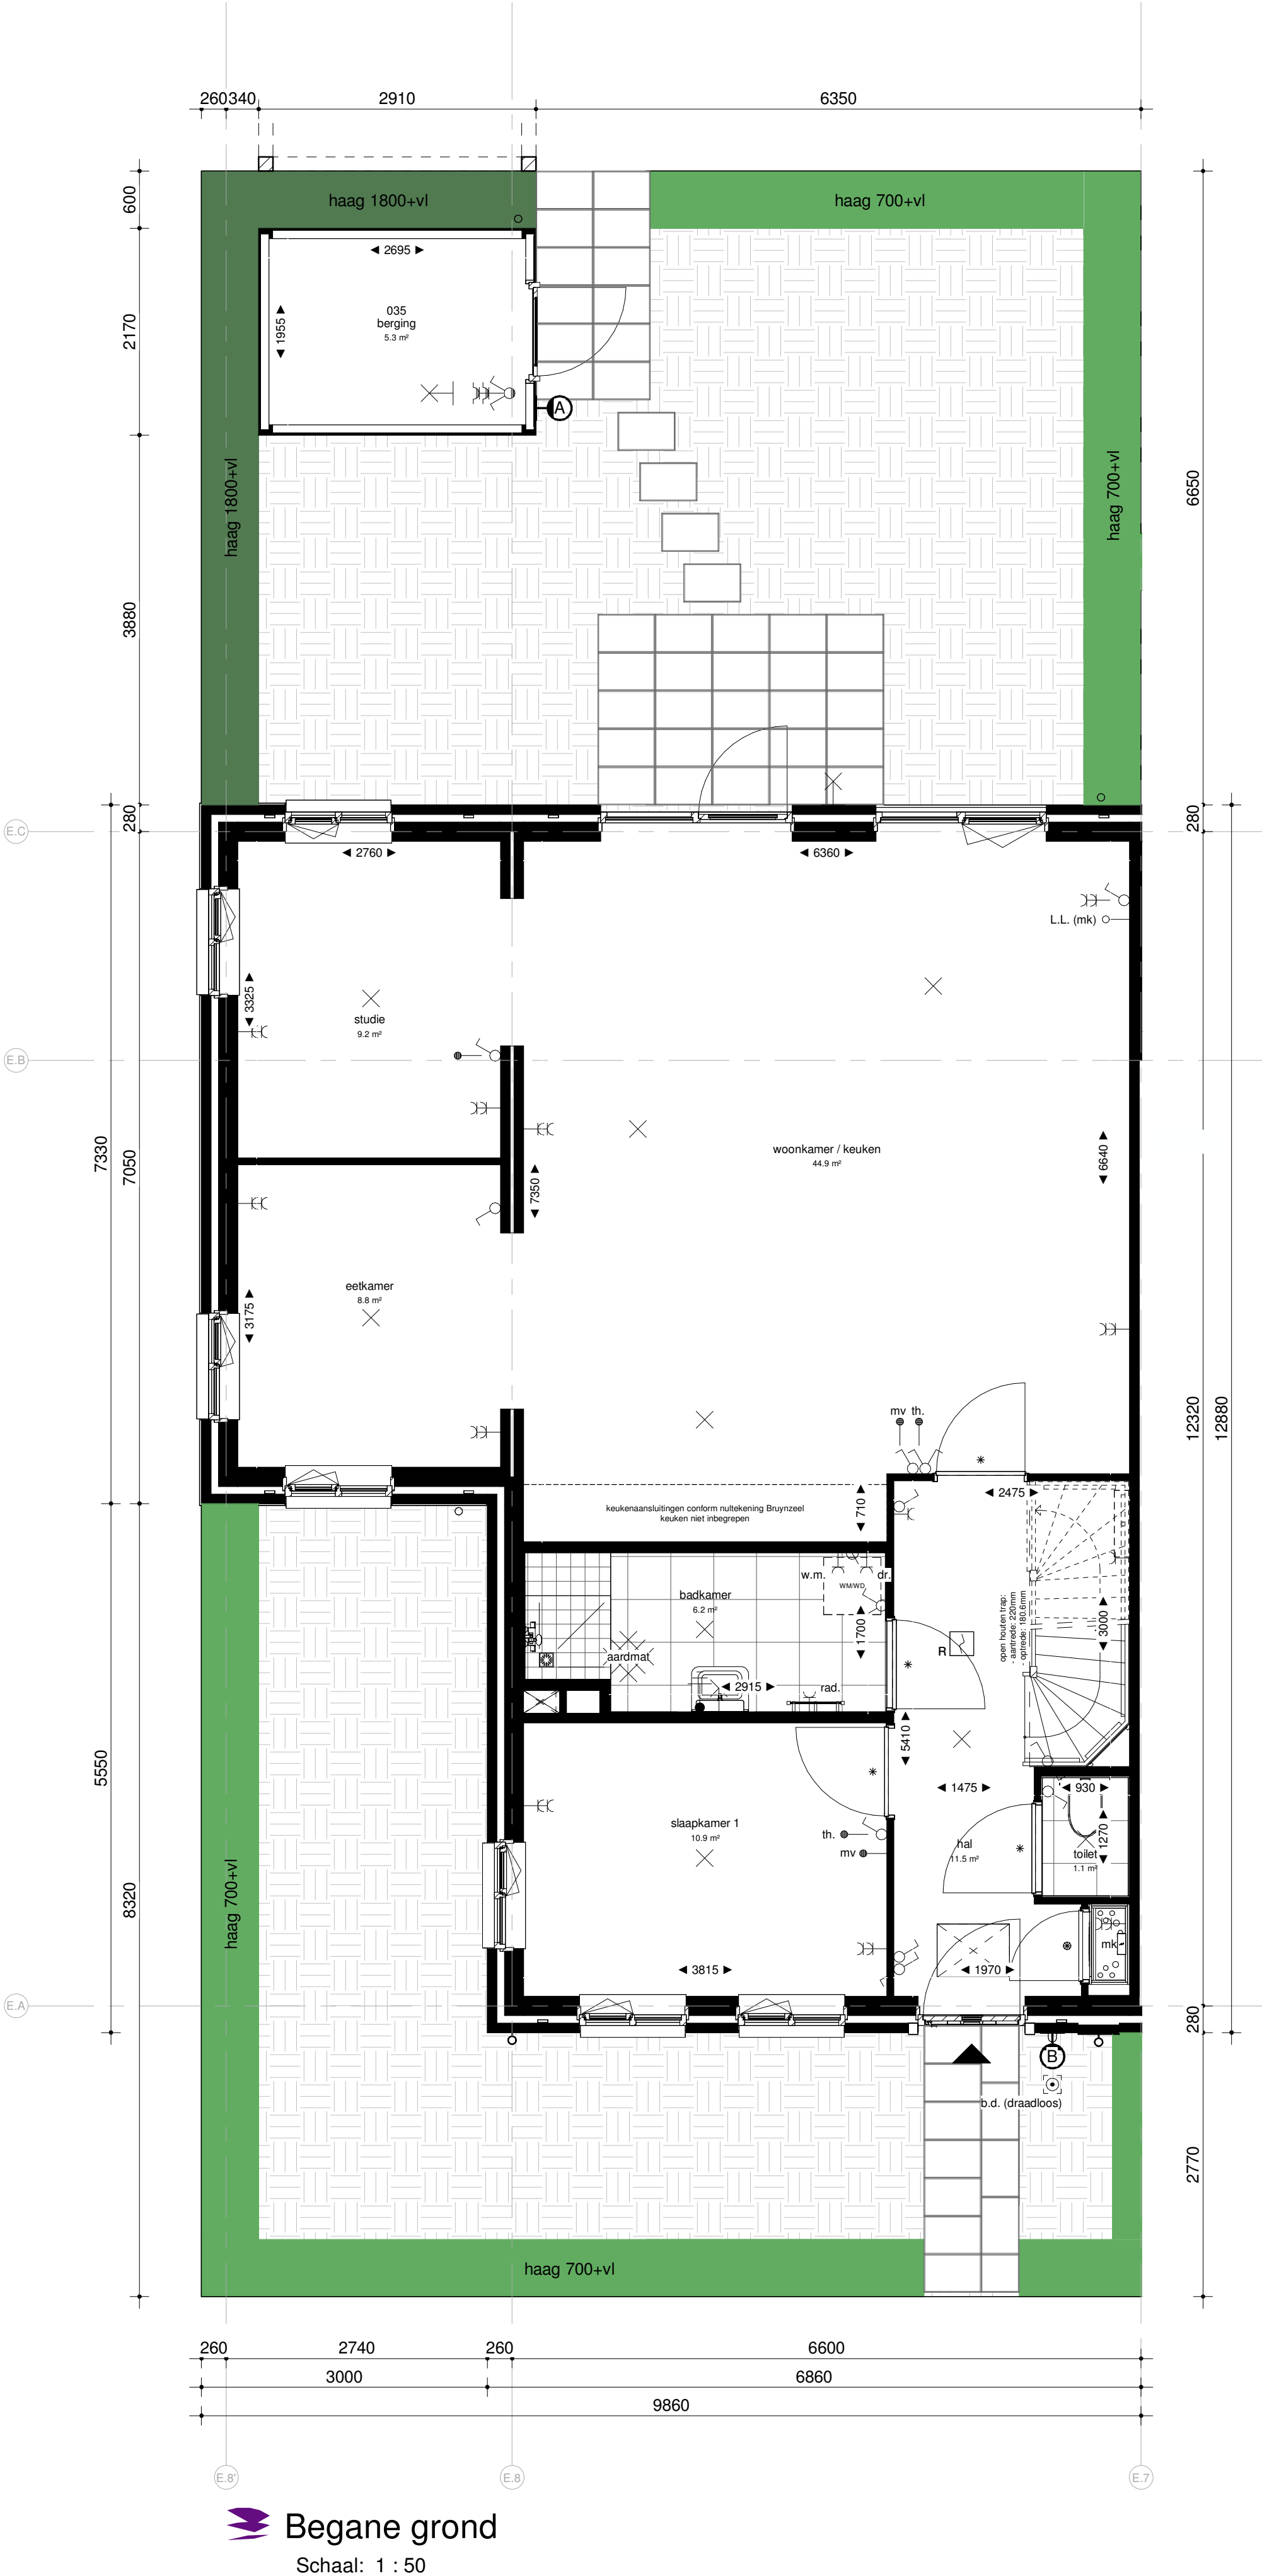 260
340
2910
6350
haag 1800+vl
haag 700+vl
600
2170
3880
280
◄ 2695 ►
◄ 1955 ►
035
berging
5.3 m²
A
haag 1800+vl
haag 700+vl
6650
280
E.C
◄ 2760 ►
◄ 6360 ►
L.L. (mk)
◄ 3325 ►
studie
9.2 m²
E.B
7330
7050
woonkamer / keuken
44.9 m²
◄ 7350 ►
◄ 6640 ►
eetkamer
8.8 m²
◄ 3175 ►
12320
12880
mv th.
keukenaansluitingen conform nultekening Bruynzeel
keuken niet inbegrepen
◄ 710 ►
◄ 2475 ►
w.m.
dr.
WM/WD
badkamer
6.2 m²
◄ 1700 ►
open houten trap:
- aantrede: 220mm
- optrede: 180.6mm
◄ 3000 ►
R
aardmat
◄ 2915 ►
rad.
◄ 5410 ►
5550
8320
◄ 1475 ►
◄ 930 ►
◄ 1270 ►
slaapkamer 1
10.9 m²
th.
mv
hal
11.5 m²
toilet
1.1 m²
haag 700+vl
mk
◄ 3815 ►
◄ 1970 ►
E.A
280
B
b.d. (draadloos)
2770
haag 700+vl
260
2740
260
6600
3000
6860
9860
E.8'
E.8
E.7
Begane grond
Schaal: 1 : 50